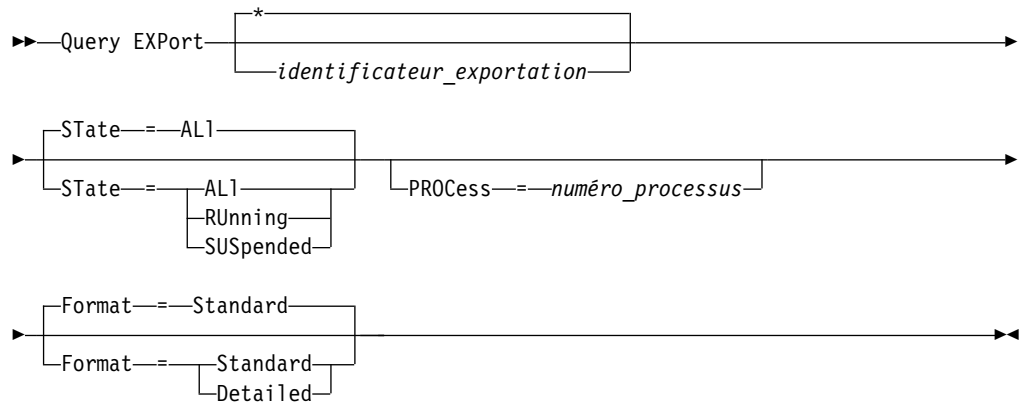 *
Query EXPort
identificateur_exportation
STate = ALl
STate = ALl PROCess = numéro_processus
RUnning
SUSpended
Format = Standard
Format = Standard
Detailed